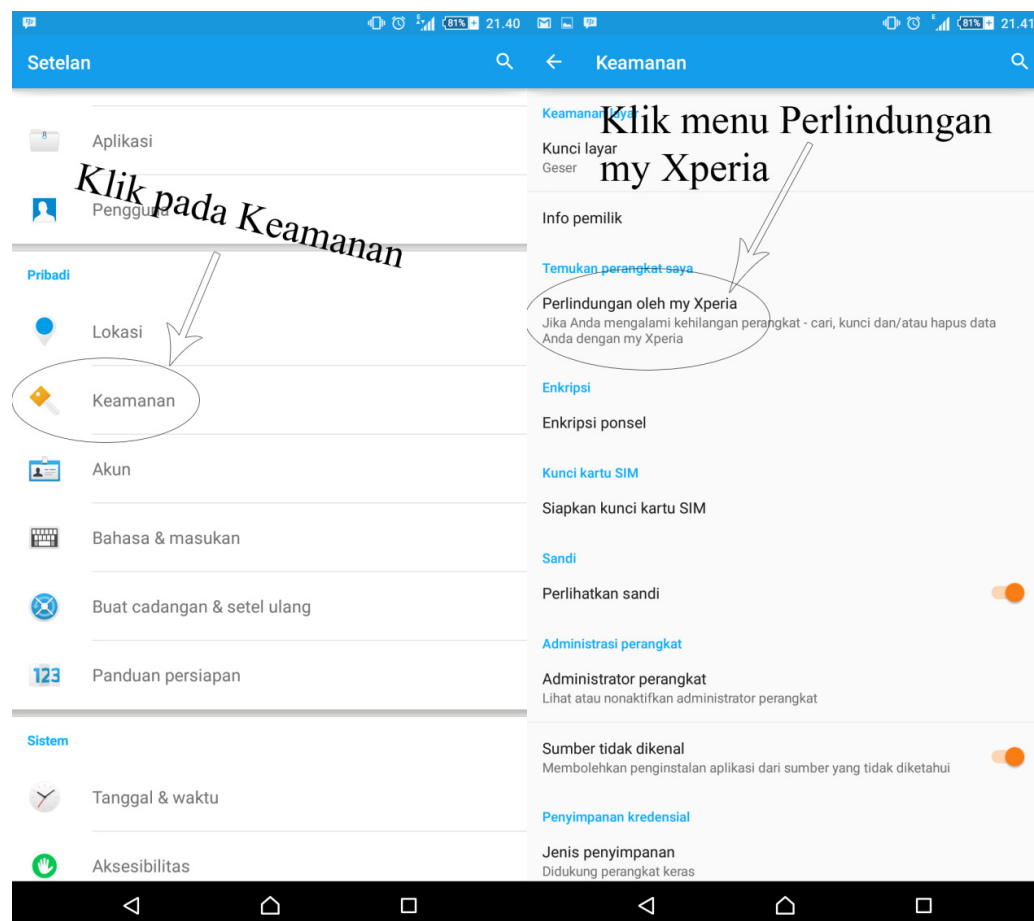 81% 21.40
Setelan
Aplikasi
Klik pada Keamanan
Pengguna
Pribadi
Lokasi
Keamanan
Akun
Bahasa & masukan
Buat cadangan & setel ulang
123 Panduan persiapan
Sistem
Tanggal & waktu
Aksesibilitas
81% 21.41
Keamanan
Keamanan layar
Klik menu Perlindungan
my Xperia
Kunci layar
Geser
Info pemilik
Temukan perangkat saya
Perlindungan oleh my Xperia
Jika Anda mengalami kehilangan perangkat - cari, kunci dan/atau hapus data
Anda dengan my Xperia
Enkripsi
Enkripsi ponsel
Kunci kartu SIM
Siapkan kunci kartu SIM
Sandi
Perlihatkan sandi
Administrasi perangkat
Administrator perangkat
Lihat atau nonaktifkan administrator perangkat
Sumber tidak dikenal
Membolehkan penginstalan aplikasi dari sumber yang tidak diketahui
Penyimpanan kredensial
Jenis penyimpanan
Didukung perangkat keras